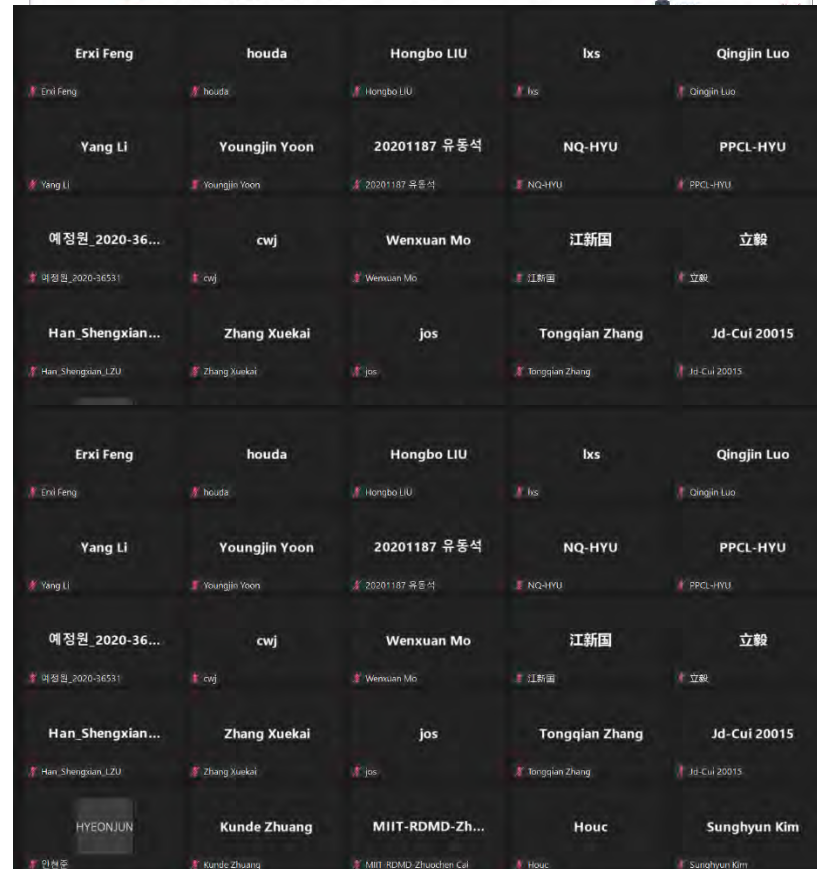 Erxi Feng houda Hongbo LIU lxs Qingjin Luo
Erxi Feng houda Hongbo LIU lxs Qingjin Luo
Yang Li Youngjin Yoon 20201187 유동석 NQ-HYU PPCL-HYU
Yang Li Youngjin Yoon 20201187 유동석 NQ-HYU PPCL-HYU
예정원_2020-36... cwj Wenxuan Mo 江新国 立毅
예정원_2020-36531 cwj Wenxuan Mo 江新国 立毅
Han_Shengxian... Zhang Xuekai jos Tongqian Zhang Jd-Cui 20015
Han_Shengxian_LZU Zhang Xuekai jos Tongqian Zhang Jd-Cui 20015
Erxi Feng houda Hongbo LIU lxs Qingjin Luo
Erxi Feng houda Hongbo LIU lxs Qingjin Luo
Yang Li Youngjin Yoon 20201187 유동석 NQ-HYU PPCL-HYU
Yang Li Youngjin Yoon 20201187 유동석 NQ-HYU PPCL-HYU
예정원_2020-36... cwj Wenxuan Mo 江新国 立毅
예정원_2020-36531 cwj Wenxuan Mo 江新国 立毅
Han_Shengxian... Zhang Xuekai jos Tongqian Zhang Jd-Cui 20015
Han_Shengxian_LZU Zhang Xuekai jos Tongqian Zhang Jd-Cui 20015
HYEONJUN Kunde Zhuang MIIT-RDMD-Zh... Houc Sunghyun Kim
안현준 Kunde Zhuang MIIT-RDMD-Zhuochen Cai Houc Sunghyun Kim